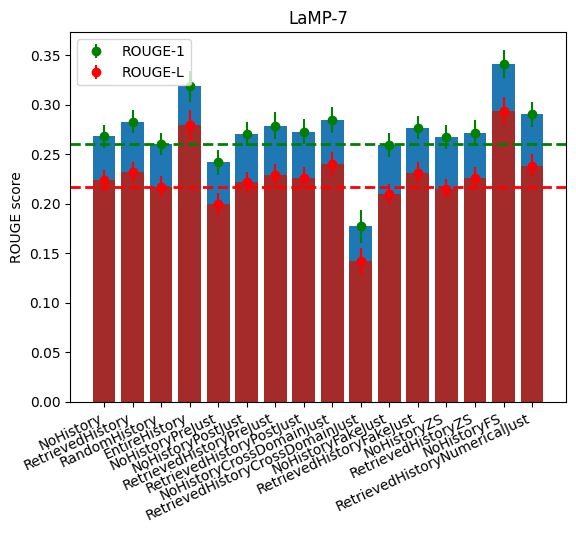 LaMP-7
ROUGE-1
ROUGE-L
ROUGE score
0.35
0.30
0.25
0.20
0.15
0.10
0.05
0.00
NoHistory
RetrievedHistory
RandomHistory
EntireHistory
NoHistoryPreJust
NoHistoryPostJust
RetrievedHistoryPreJust
RetrievedHistoryPostJust
NoHistoryCrossDomainJust
RetrievedHistoryCrossDomainJust
NoHistoryFakeJust
RetrievedHistoryFakeJust
NoHistoryZS
RetrievedHistoryZS
NoHistoryFS
RetrievedHistoryNumericalJust